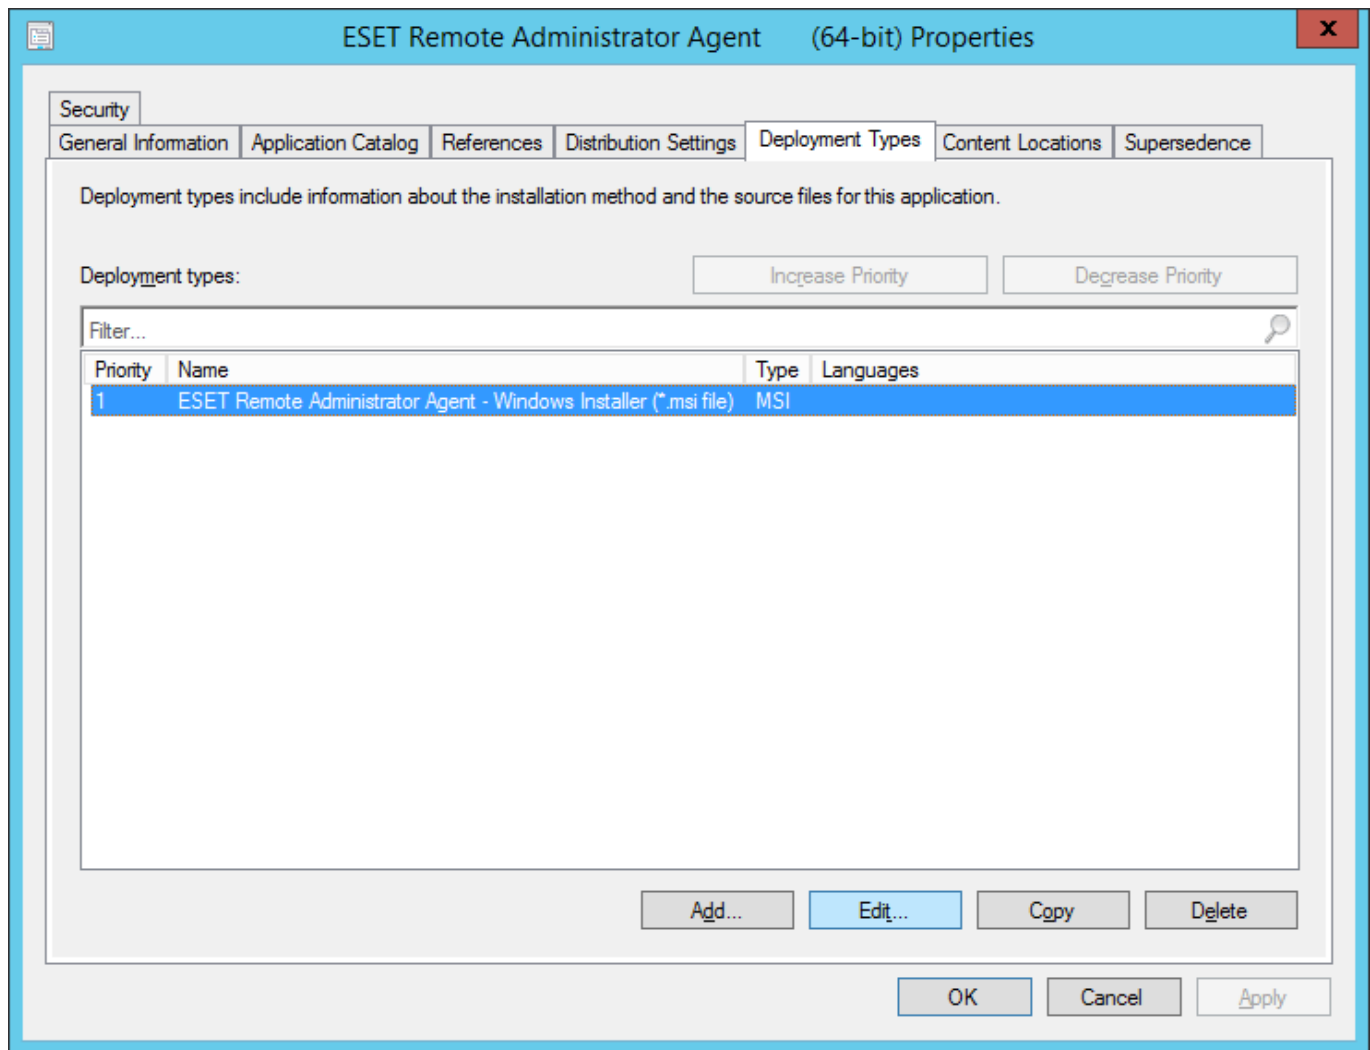 ESET Remote Administrator Agent (64-bit) Properties
x
Security
General Information Application Catalog References Distribution Settings Deployment Types Content Locations Supersedence
Deployment types include information about the installation method and the source files for this application.
Deployment types: Increase Priority Decrease Priority
Filter...
Priority Name Type Languages
1 ESET Remote Administrator Agent - Windows Installer (*.msi file) MSI
Add... Edit... Copy Delete
OK Cancel Apply